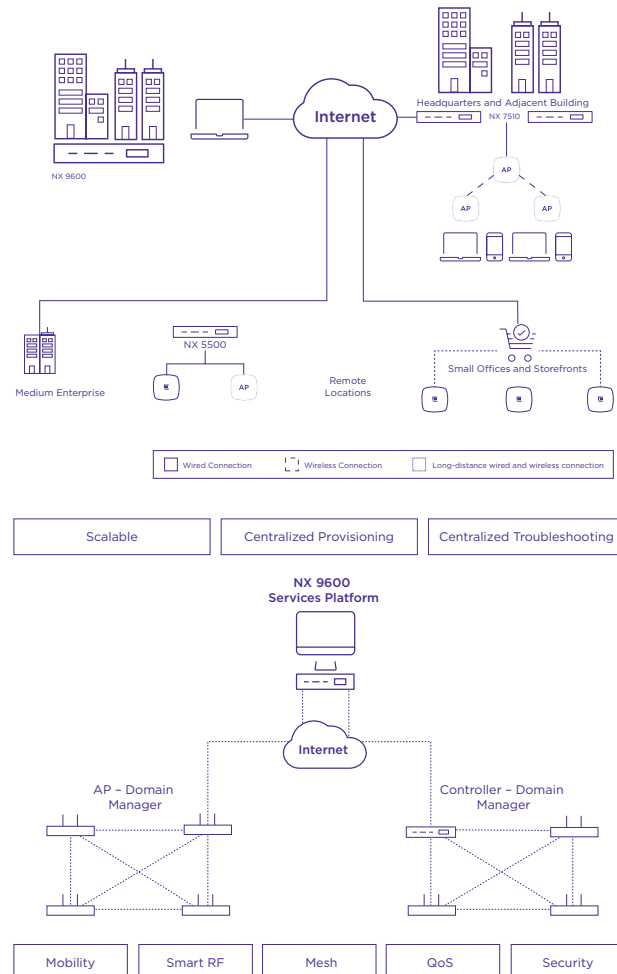 Internet
Headquarters and Adjacent Building
NX 7510
NX 9600
AP
AP
AP
NX 5500
Medium Enterprise
AP
Remote
Locations
Small Offices and Storefronts
Wired Connection
Wireless Connection
Long-distance wired and wireless connection
Scalable
Centralized Provisioning
Centralized Troubleshooting
NX 9600
Services Platform
Internet
AP – Domain
Manager
Controller – Domain
Manager
Mobility
Smart RF
Mesh
QoS
Security